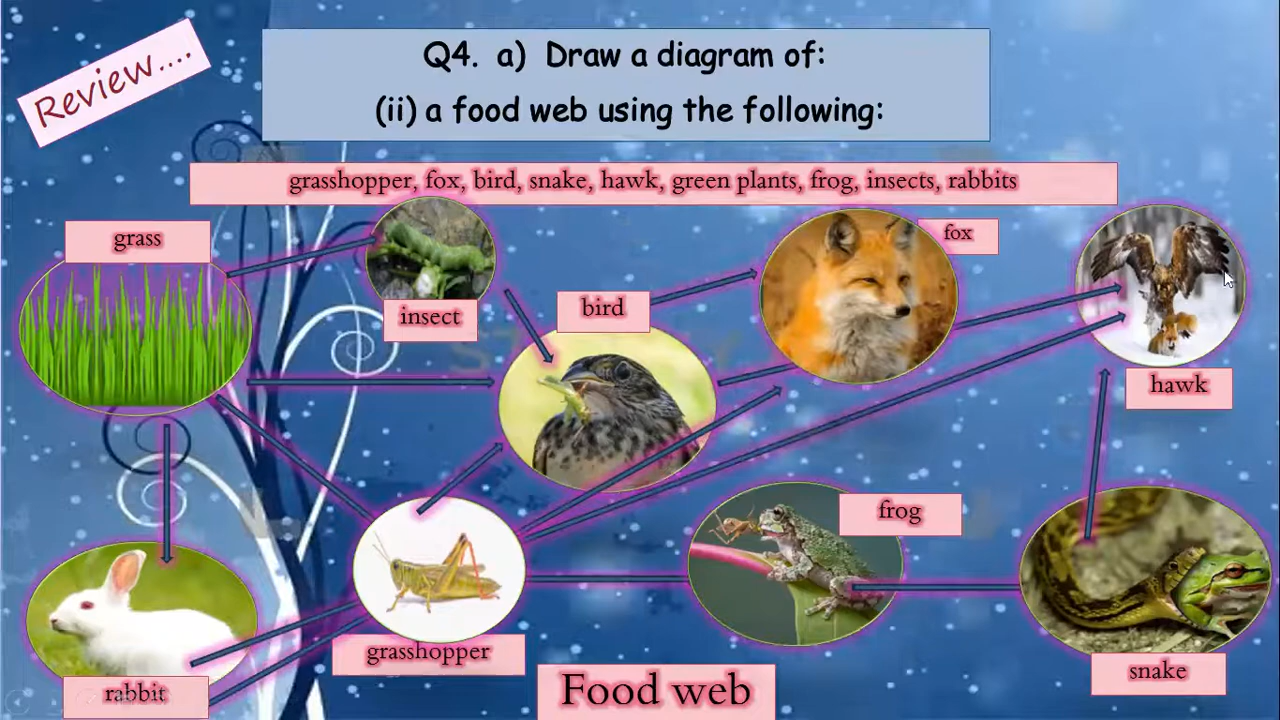 Review....
Q4. a) Draw a diagram of:
(ii) a food web using the following:
grasshopper, fox, bird, snake, hawk, green plants, frog, insects, rabbits
grass
fox
insect
bird
hawk
frog
grasshopper
snake
rabbit
Food web